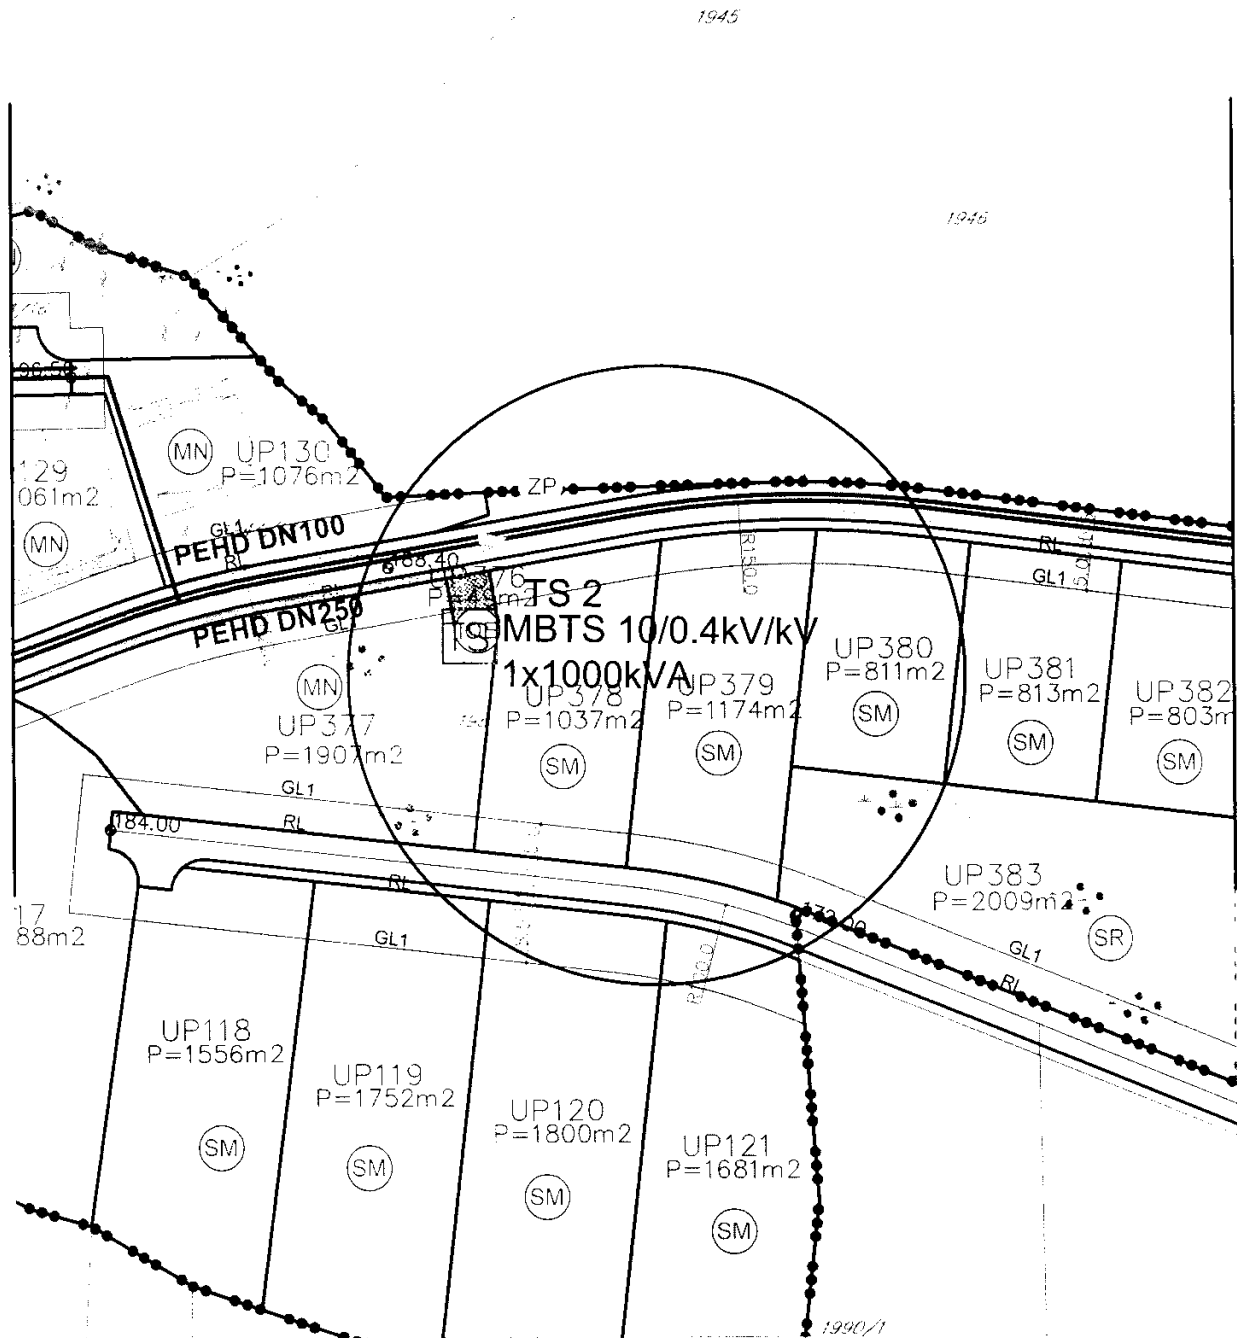 1945
1946
ZP
MN
UP130
P=1076m2
129
061m2
MN
GL1
PEHD DN100
RL
RL
PEHD DN250
188.40
TS 2
MBTS 10/0.4kV/kV
1x1000kVA
R150.0
RL
GL1
UP380
P=811m2
SM
UP381
P=813m2
SM
UP382
P=803m
SM
MN
UP377
P=1907m2
UP378
P=1037m2
SM
UP379
P=1174m2
SM
GL1
184.00
RL
RL
GL1
17
88m2
UP383
P=2009m2
SR
GL1
RL
UP118
P=1556m2
SM
UP119
P=1752m2
SM
UP120
P=1800m2
SM
UP121
P=1681m2
SM
1990/1